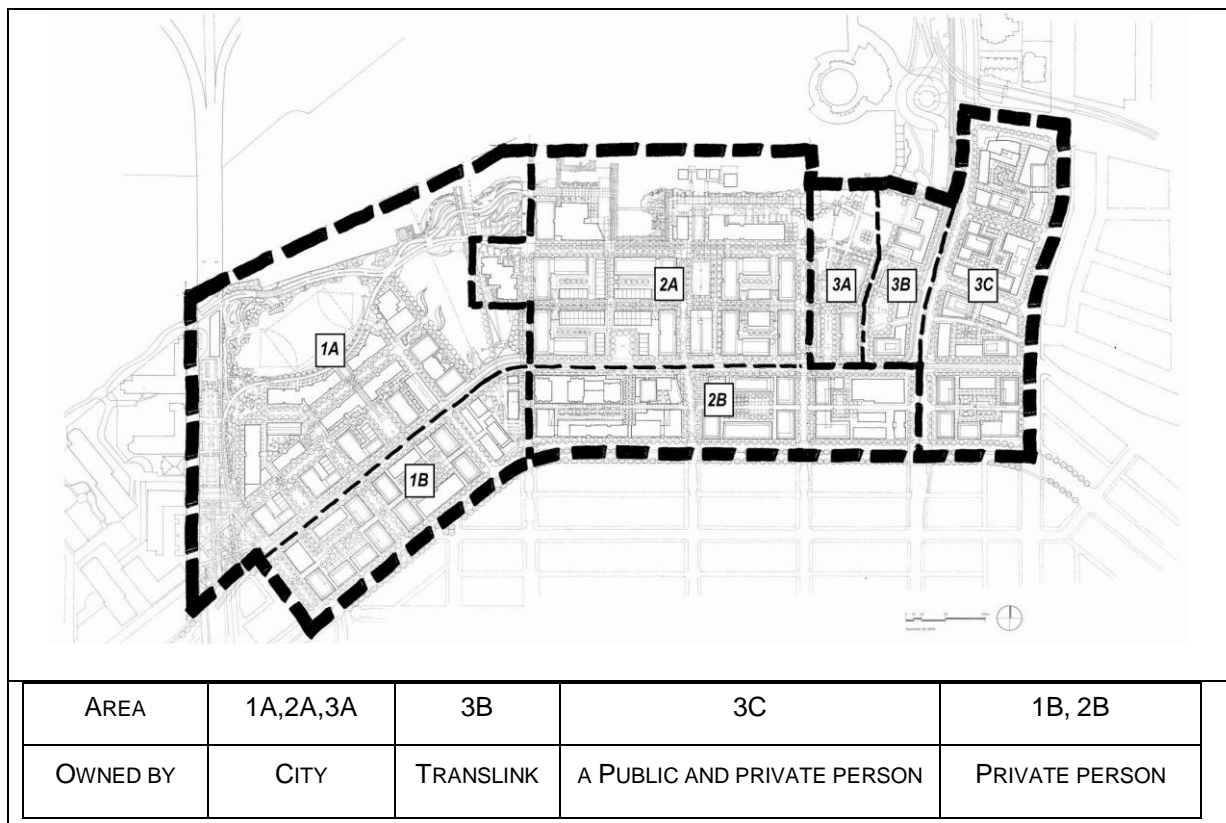 3A
3B
3C
2A
1A
2B
1B
AREA 1A,2A,3A 3B 3C 1B, 2B
OWNED BY CITY TRANSLINK A PUBLIC AND PRIVATE PERSON PRIVATE PERSON